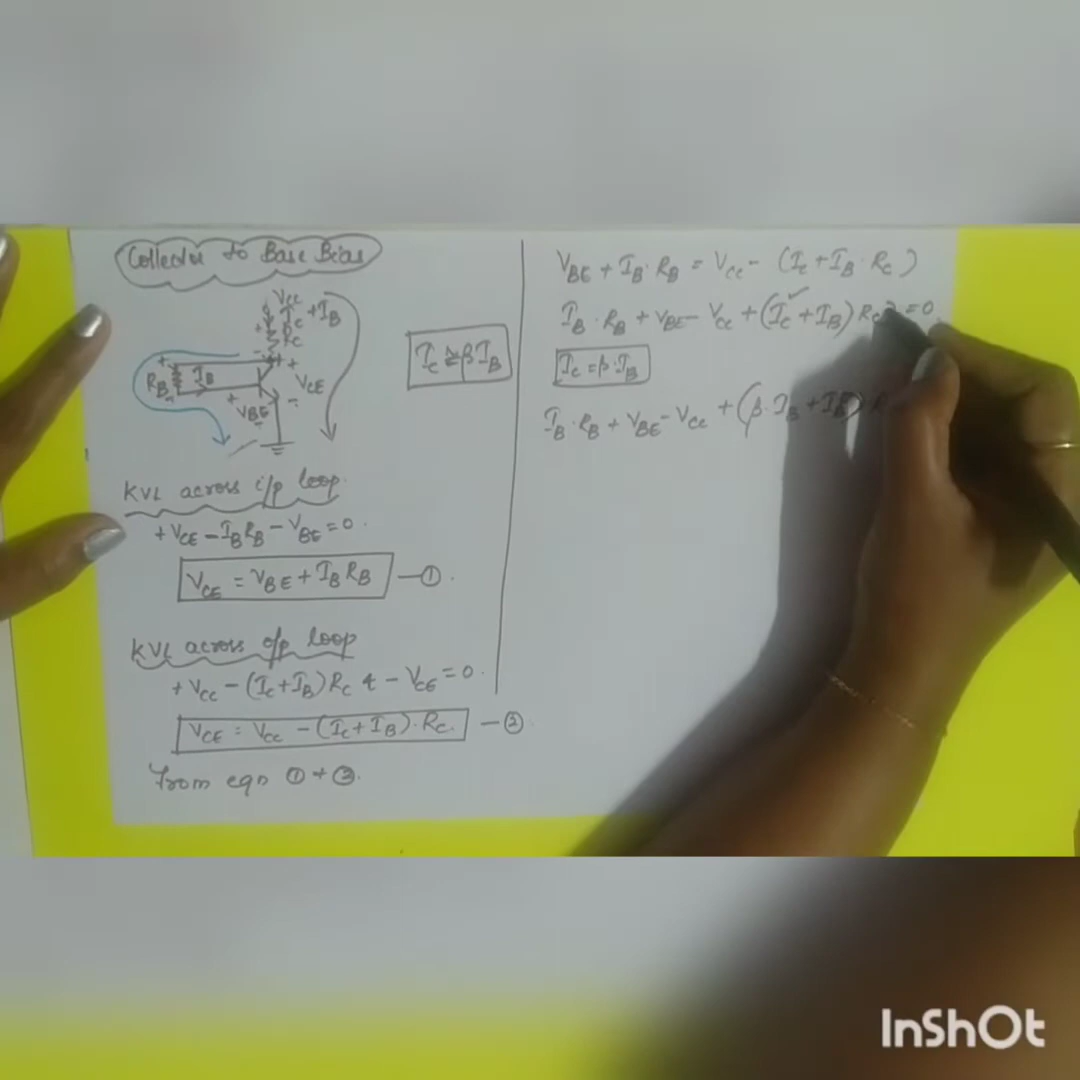 Collector to Base Bias
VCC
IC + IB
RC
RB
IB
VCE
VBE
IC ≅ βIB
KVL across i/p loop
+ VCE - IBRB - VBE = 0.
VCE = VBE + IB RB — ①.
KVL across o/p loop
+ VCC - (IC + IB) RC - VCE = 0.
VCE = VCC - (IC + IB) · RC. — ②.
From eqn ① + ②.
VBE + IB · RB = VCC - (IC + IB · RC)
IB · RB + VBE - VCC + (IC + IB) RC = 0.
IC = β · IB
IB · RB + VBE - VCC + (β · IB + IB)
InShOt